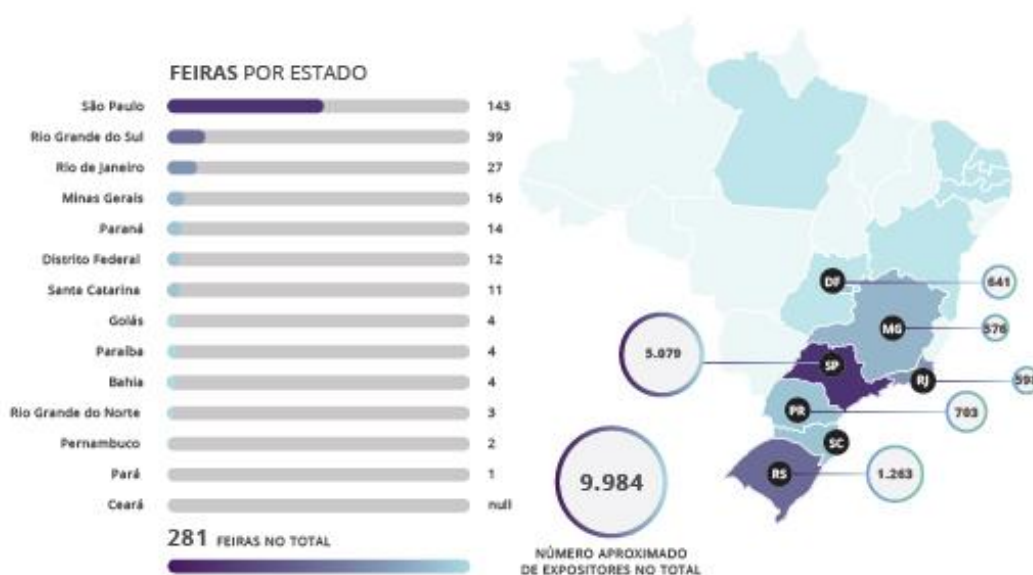 FEIRAS POR ESTADO
São Paulo 143
Rio Grande do Sul 39
Rio de Janeiro 27
Minas Gerais 16
Paraná 14
Distrito Federal 12
Santa Catarina 11
Goiás 4
Paraíba 4
Bahia 4
Rio Grande do Norte 3
Pernambuco 2
Pará 1
Ceará null
281 FEIRAS NO TOTAL
DF 641
MG 576
5.079 SP
RJ
PR 703
SC
RS 1.263
9.984
NÚMERO APROXIMADO
DE EXPOSITORES NO TOTAL